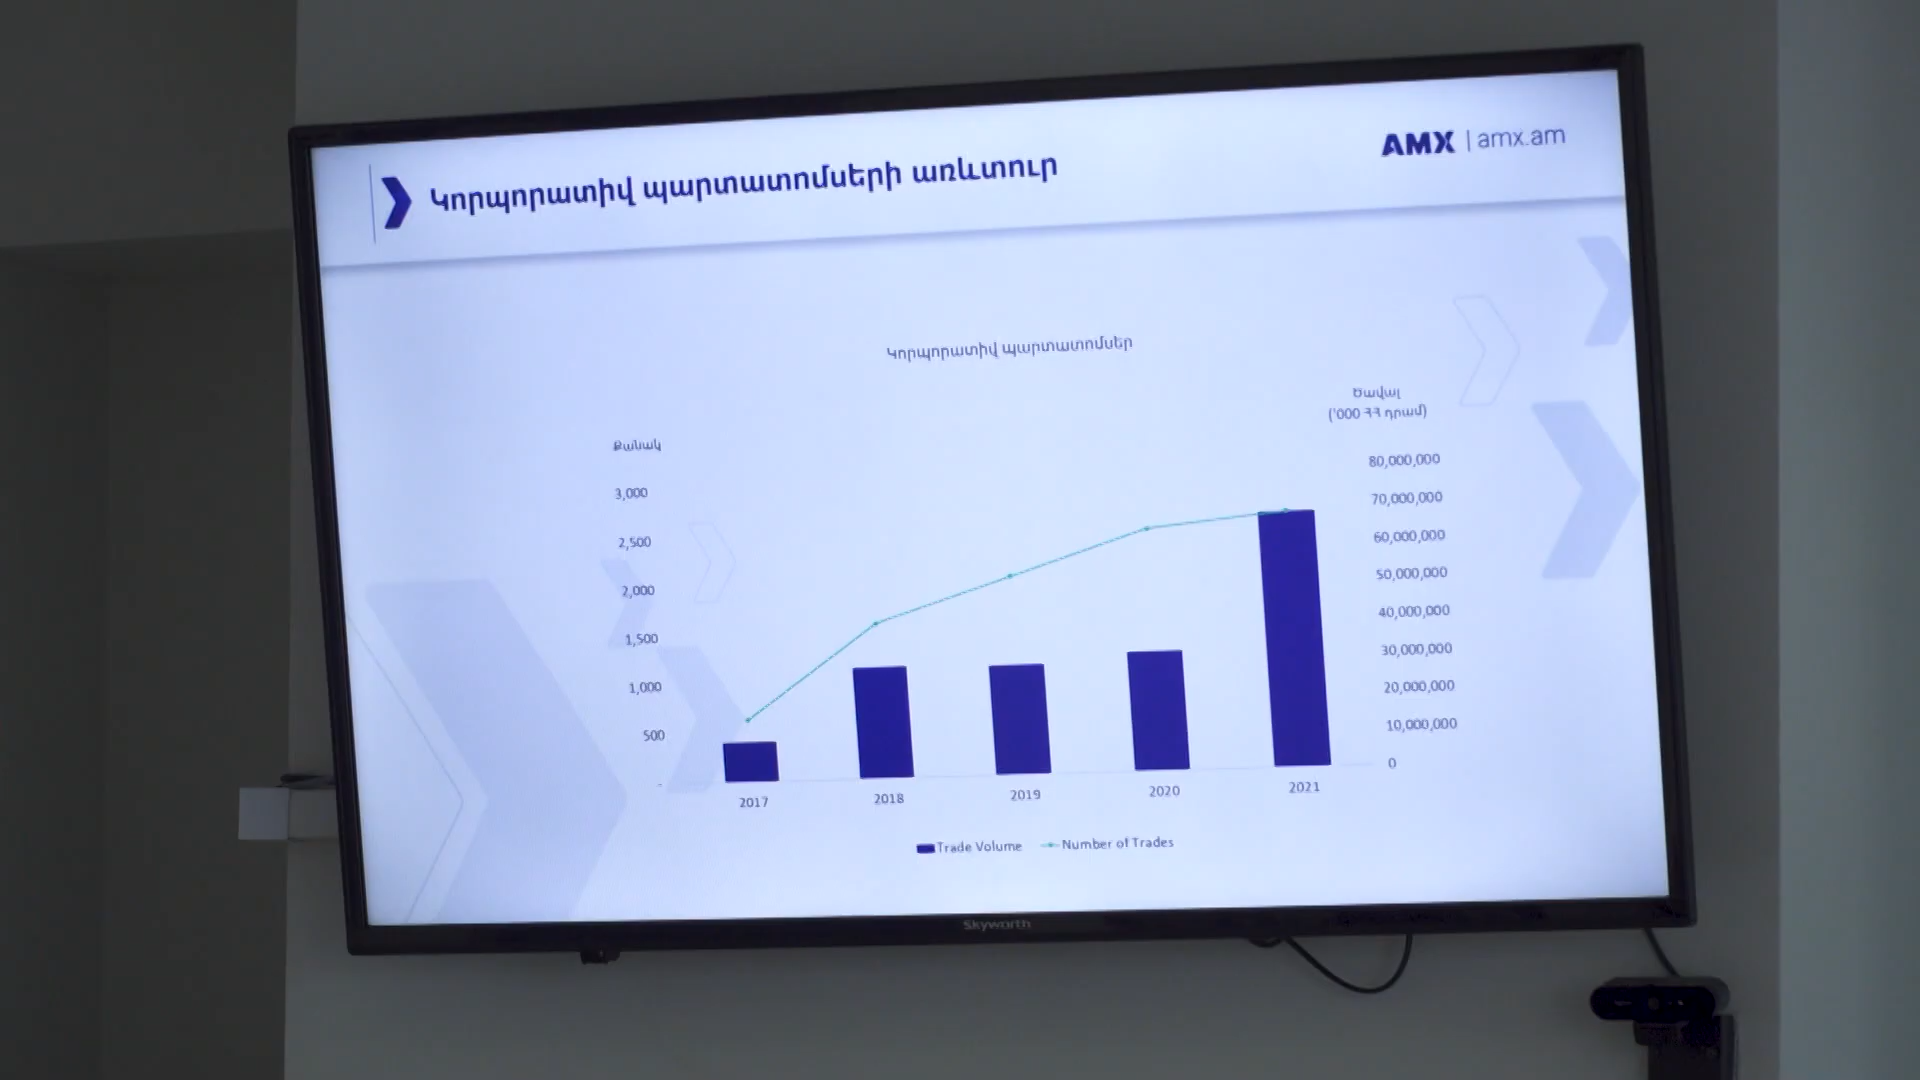 Կորպորատիվ պարտատոմսերի առևտուր
AMX | amx.am
Կորպորատիվ պարտատոմսեր
Քանակ
3,000
2,500
2,000
1,500
1,000
500
-
Ծավալ
('000 ՀՀ դրամ)
80,000,000
70,000,000
60,000,000
50,000,000
40,000,000
30,000,000
20,000,000
10,000,000
0
2017 2018 2019 2020 2021
Trade Volume Number of Trades
Skyworth